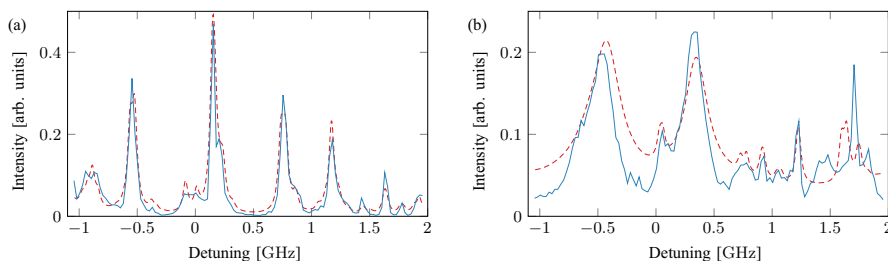 (a)
Intensity [arb. units]
0.4
0.2
0
−1 −0.5 0 0.5 1 1.5 2
Detuning [GHz]
(b)
Intensity [arb. units]
0.2
0.1
0
−1 −0.5 0 0.5 1 1.5 2
Detuning [GHz]